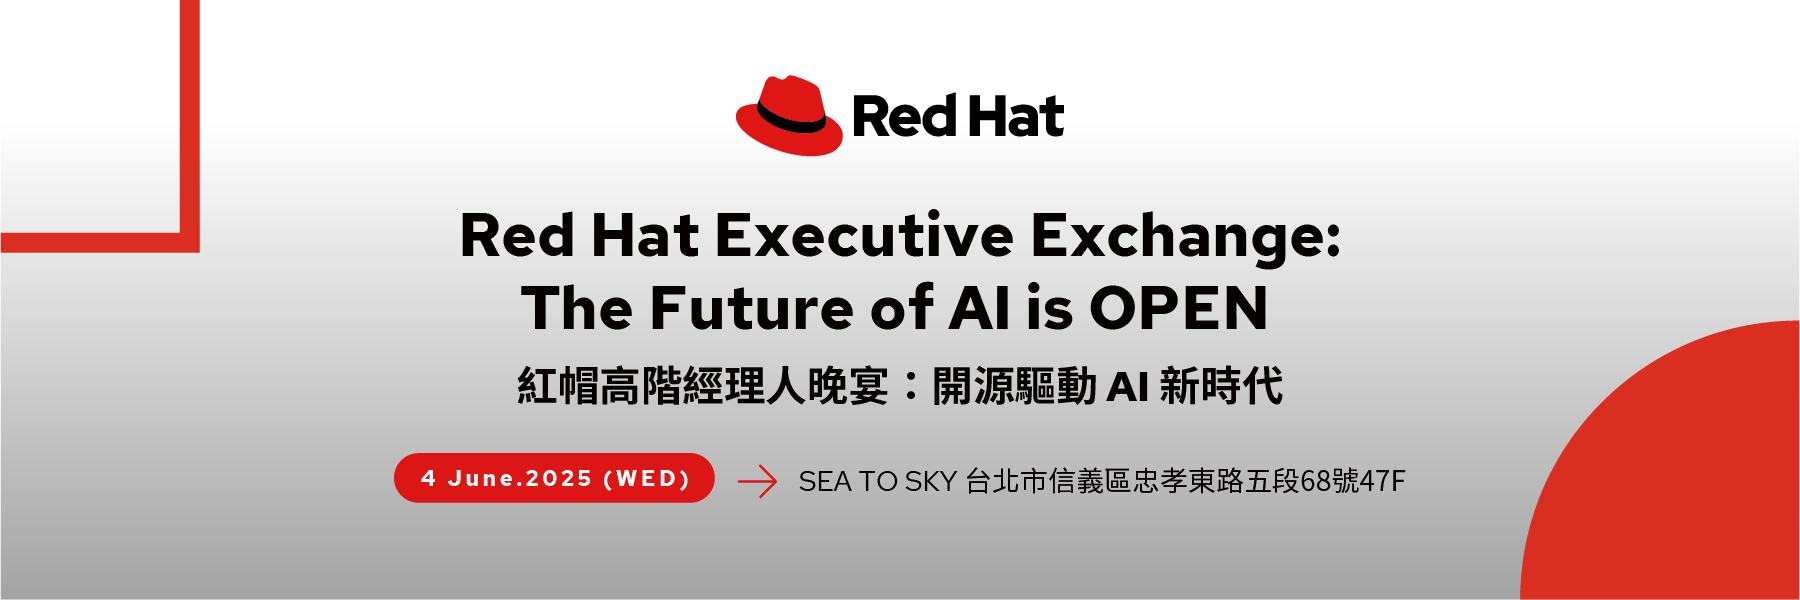 Red Hat
Red Hat Executive Exchange:
The Future of AI is OPEN
紅帽高階經理人晚宴：開源驅動 AI 新時代
4 June.2025 (WED)
SEA TO SKY 台北市信義區忠孝東路五段68號47F